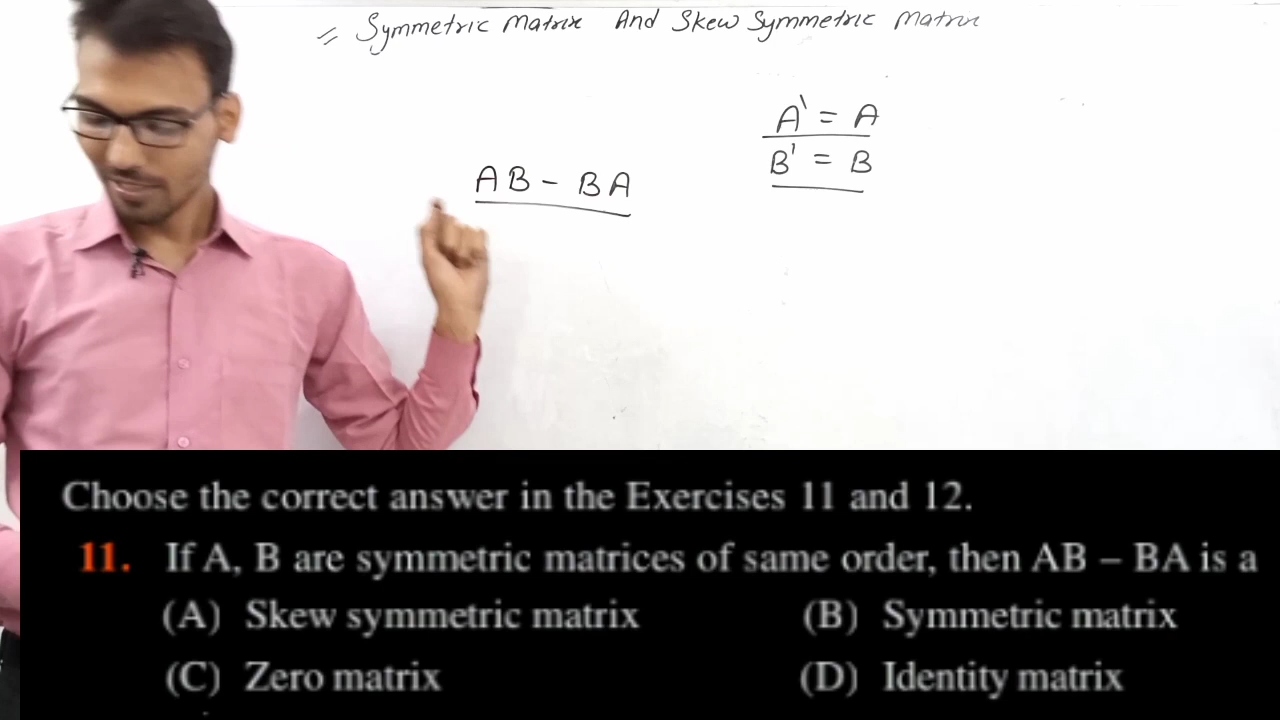 = Symmetric Matrix And Skew Symmetric Matrix
A' = A
B' = B
AB - BA
Choose the correct answer in the Exercises 11 and 12.
11. If A, B are symmetric matrices of same order, then AB – BA is a
(A) Skew symmetric matrix (B) Symmetric matrix
(C) Zero matrix (D) Identity matrix